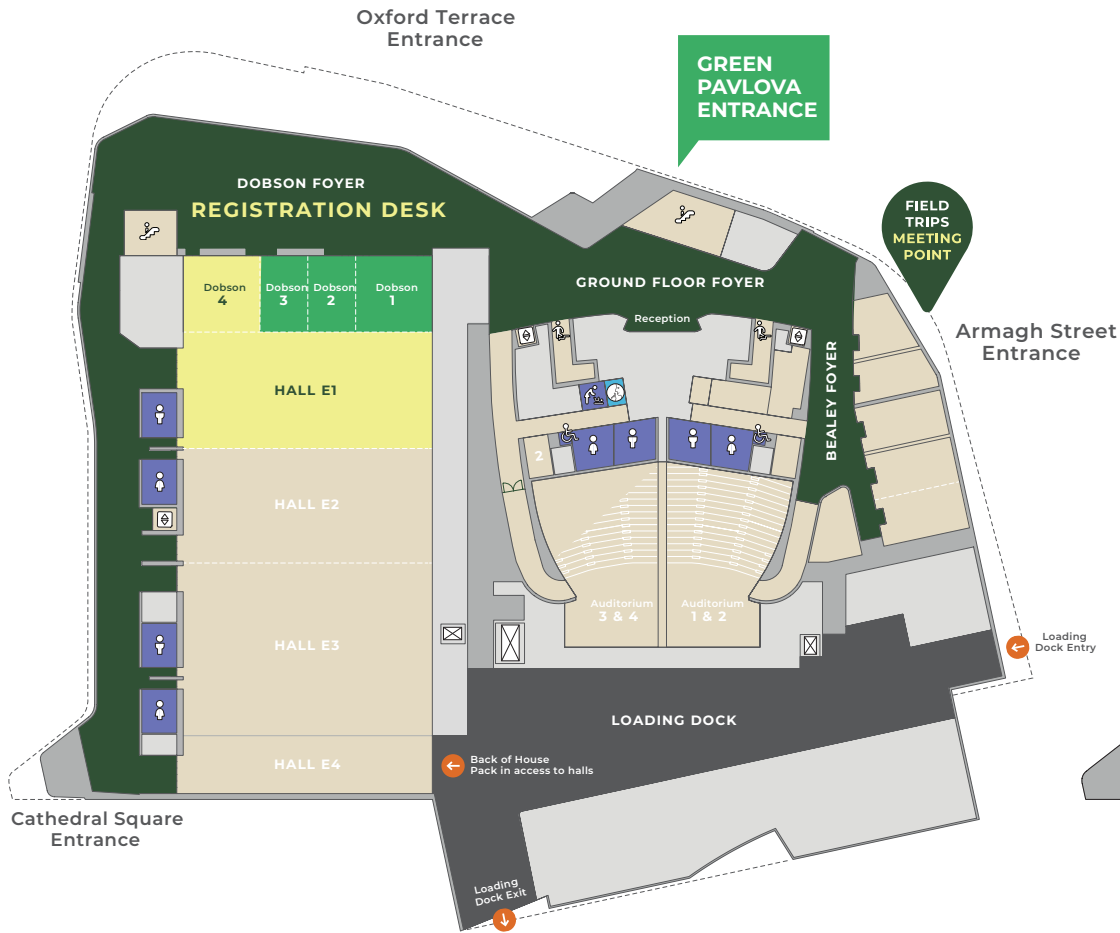 Oxford Terrace
Entrance
GREEN
PAVLOVA
ENTRANCE
DOBSON FOYER
REGISTRATION DESK
FIELD
TRIPS
MEETING
POINT
GROUND FLOOR FOYER
Dobson
4
Dobson
3
Dobson
2
Dobson
1
Reception
Armagh Street
Entrance
HALL E1
BEALEY FOYER
2
HALL E2
Auditorium
3 & 4
Auditorium
1 & 2
HALL E3
Loading
Dock Entry
LOADING DOCK
HALL E4
Back of House
Pack in access to halls
Cathedral Square
Entrance
Loading
Dock Exit